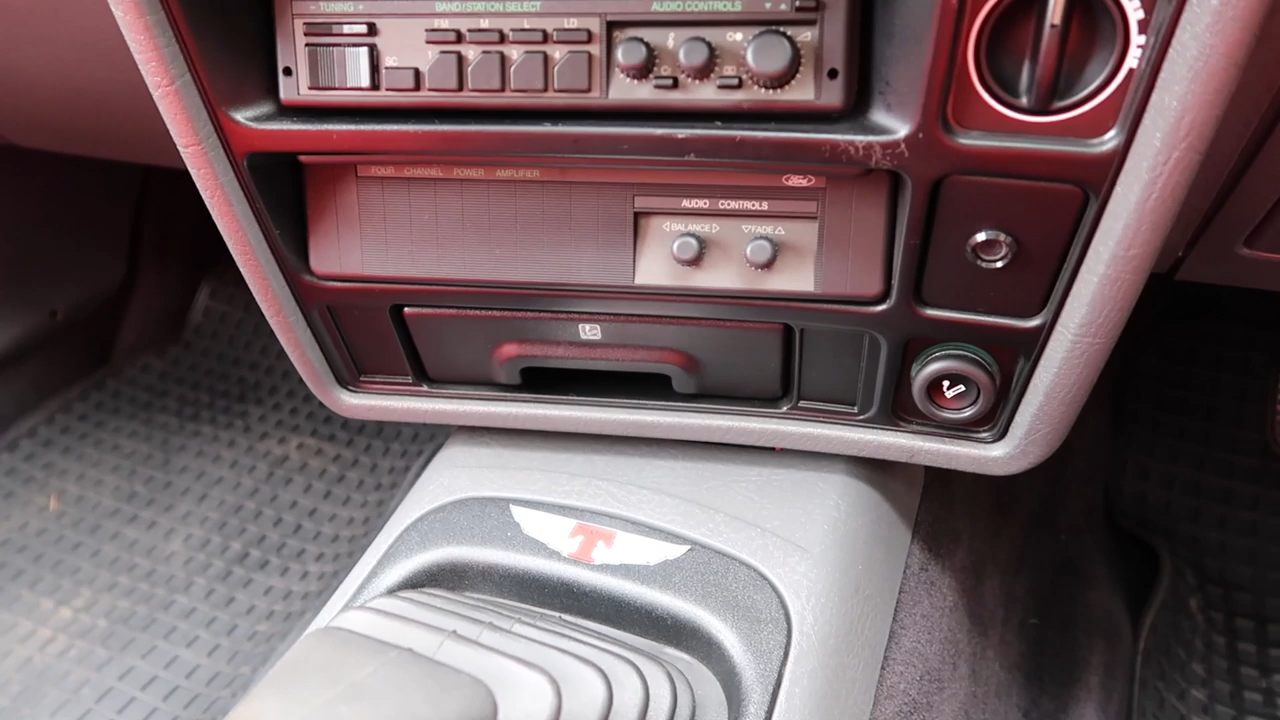 - TUNING +
BAND/STATION SELECT
AUDIO CONTROLS
FM M L LO
SC
1 2 3 4
FOUR CHANNEL POWER AMPLIFIER
Ford
AUDIO CONTROLS
BALANCE
FADE
T